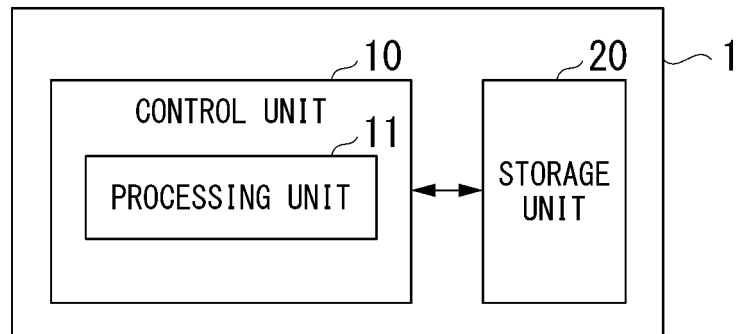 10
20
1
CONTROL UNIT
11
PROCESSING UNIT
STORAGE
UNIT